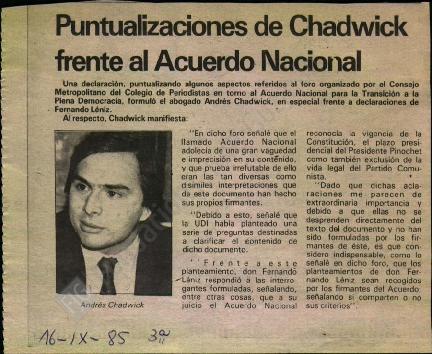 Puntualizaciones de Chadwick
frente al Acuerdo Nacional
Una declaración, puntualizando algunos aspectos referidos al foro organizado por el Consejo
Metropolitano del Colegio de Periodistas en torno al Acuerdo Nacional para la Transición a la
Plena Democracia, formuló el abogado Andrés Chadwick, en especial frente a declaraciones de
Fernando Léniz.
Al respecto, Chadwick manifiesta:
"En dicho foro señalé que el
llamado Acuerdo Nacional
adolecía de una gran vaguedad
e imprecisión en su contenido,
y que prueba irrefutable de ello
eran las tan diversas como
disímiles interpretaciones que
da este documento han hecho
sus propios firmantes.
"Debido a esto, señalé que
la UDI había planteado una
serie de preguntas destinadas
a clarificar el contenido de
dicho documento.
"Frente a este
planteamiento, don Fernando
Léniz respondió a las interro-
gantes formuladas, señalando,
entre otras cosas, que a su
juicio el Acuerdo Nacional
reconocía la vigencia de la
Constitución, el plazo presi-
dencial del Presidente Pinochet
como también exclusión de la
vida legal del Partido Comu-
nista.
"Dado que dichas acla-
raciones me parecen de
extraordinaria importancia y
debido a que ellas no se
desprenden directamente del
texto del documento y no han
sido formuladas por los fir-
mantes de éste, es que consi-
dero indispensable, como lo
señalé en dicho foro, que los
planteamientos de don Fer-
nando Léniz sean recogidos
por los firmantes del Acuerdo,
señalando si comparten o no
sus criterios".
Andrés Chadwick
16-IX-85 3a